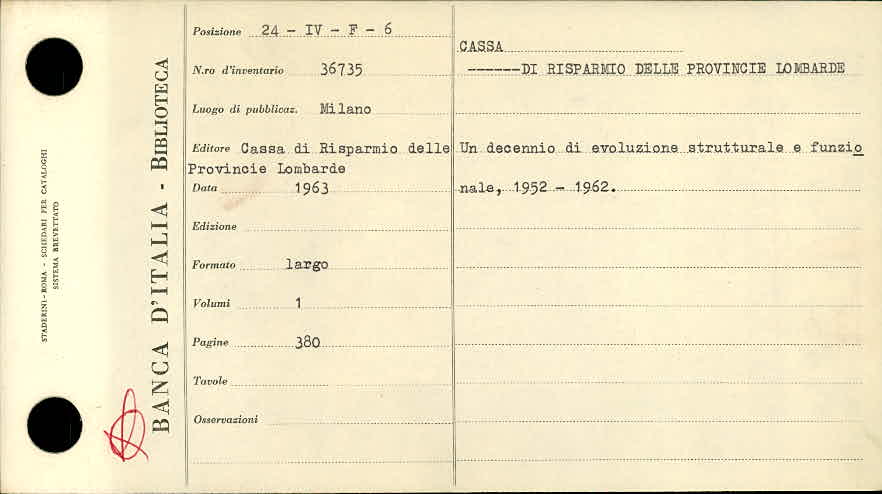 STADERINI-ROMA - SCHEDARI PER CATALOGHI
SISTEMA BREVETTATO
BANCA D'ITALIA - BIBLIOTECA
Posizione 24 - IV - F - 6
N.ro d'inventario 36735
Luogo di pubblicaz. Milano
Editore Cassa di Risparmio delle
Provincie Lombarde
Data 1963
Edizione
Formato largo
Volumi 1
Pagine 380
Tavole
Osservazioni
CASSA
------DI RISPARMIO DELLE PROVINCIE LOMBARDE
Un decennio di evoluzione strutturale e funzio
nale, 1952 - 1962.